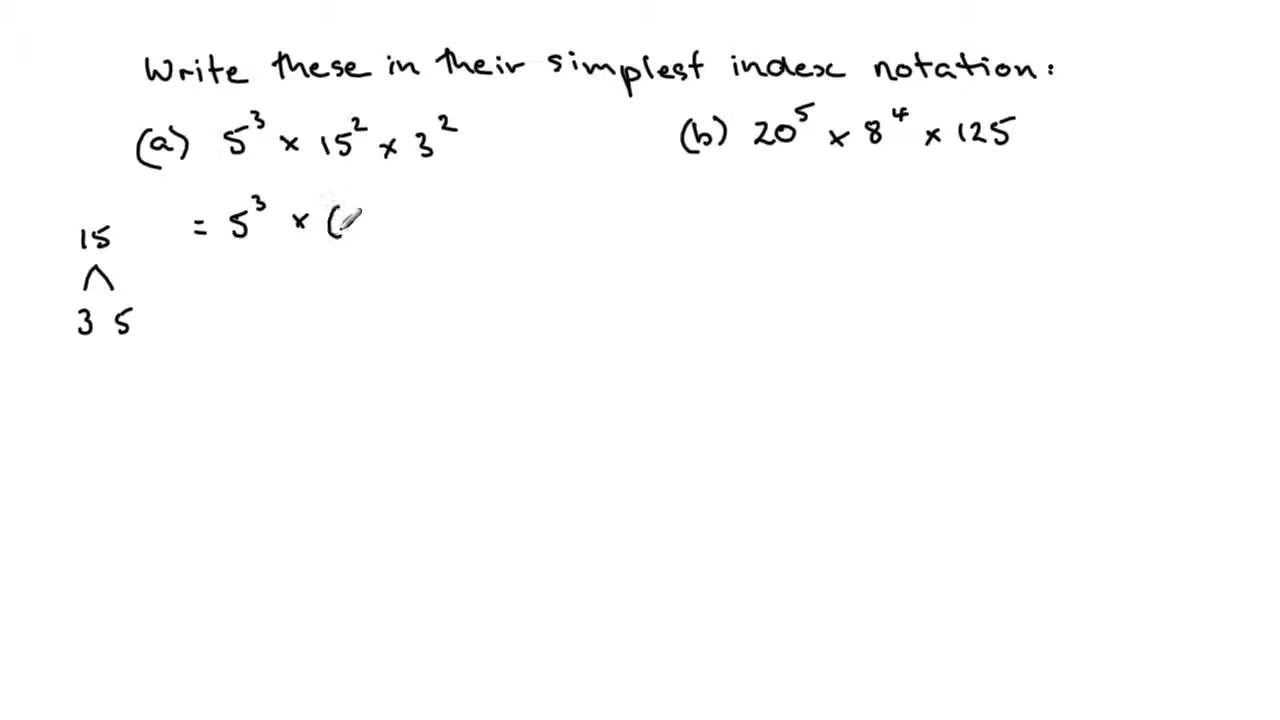 Write these in their simplest index notation:
(a) 5³ × 15² × 3² (b) 20⁵ × 8⁴ × 125
= 5³ × (
15
3 5